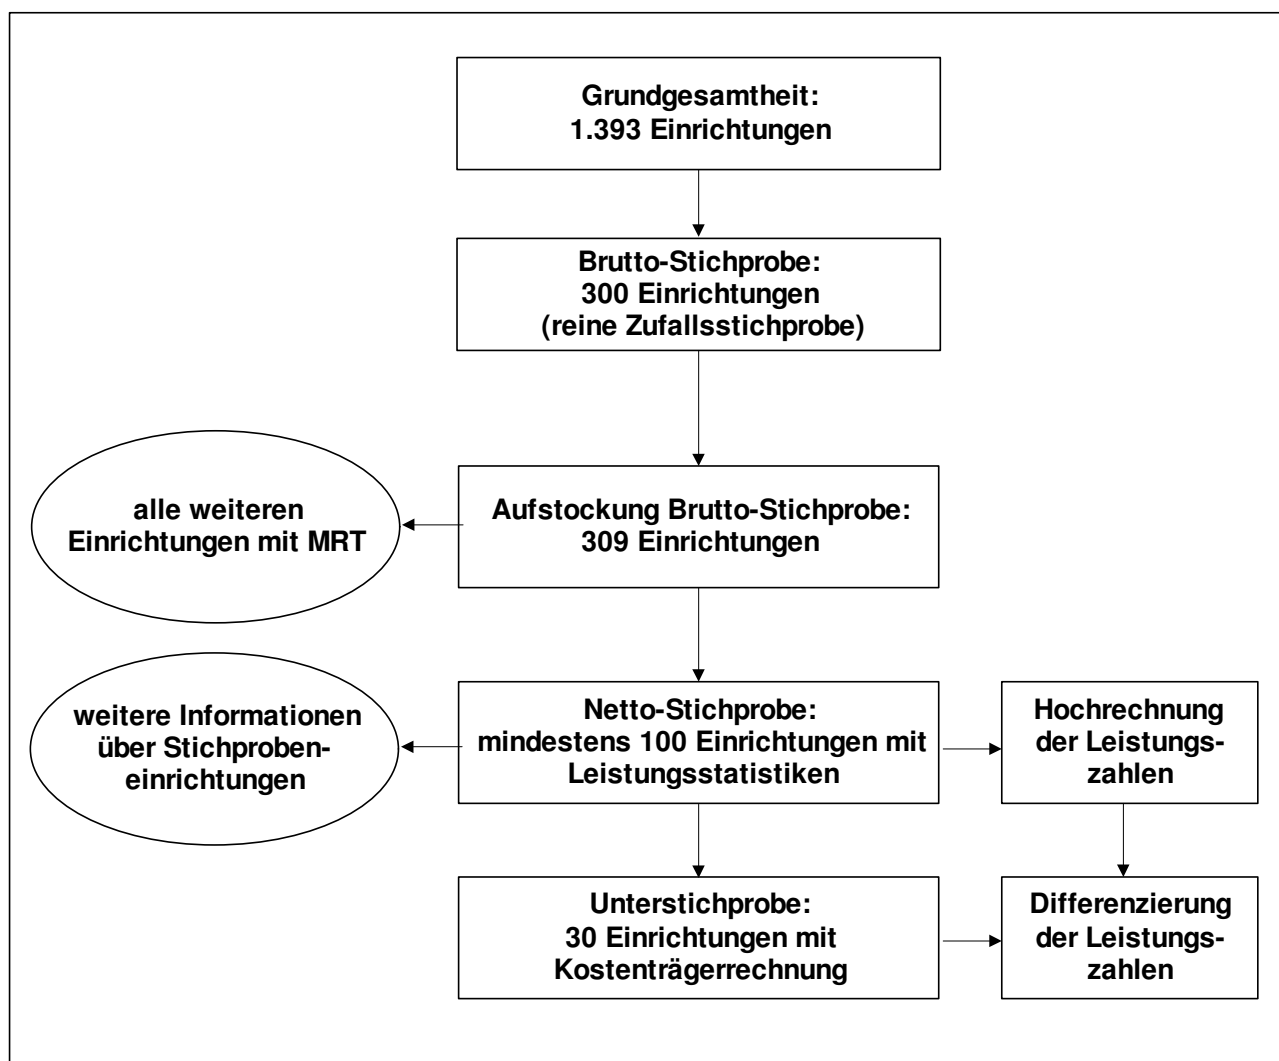 Grundgesamtheit:
1.393 Einrichtungen
Brutto-Stichprobe:
300 Einrichtungen
(reine Zufallsstichprobe)
alle weiteren
Einrichtungen mit MRT
Aufstockung Brutto-Stichprobe:
309 Einrichtungen
weitere Informationen
über Stichproben-
einrichtungen
Netto-Stichprobe:
mindestens 100 Einrichtungen mit
Leistungsstatistiken
Hochrechnung
der Leistungs-
zahlen
Unterstichprobe:
30 Einrichtungen mit
Kostenträgerrechnung
Differenzierung
der Leistungs-
zahlen